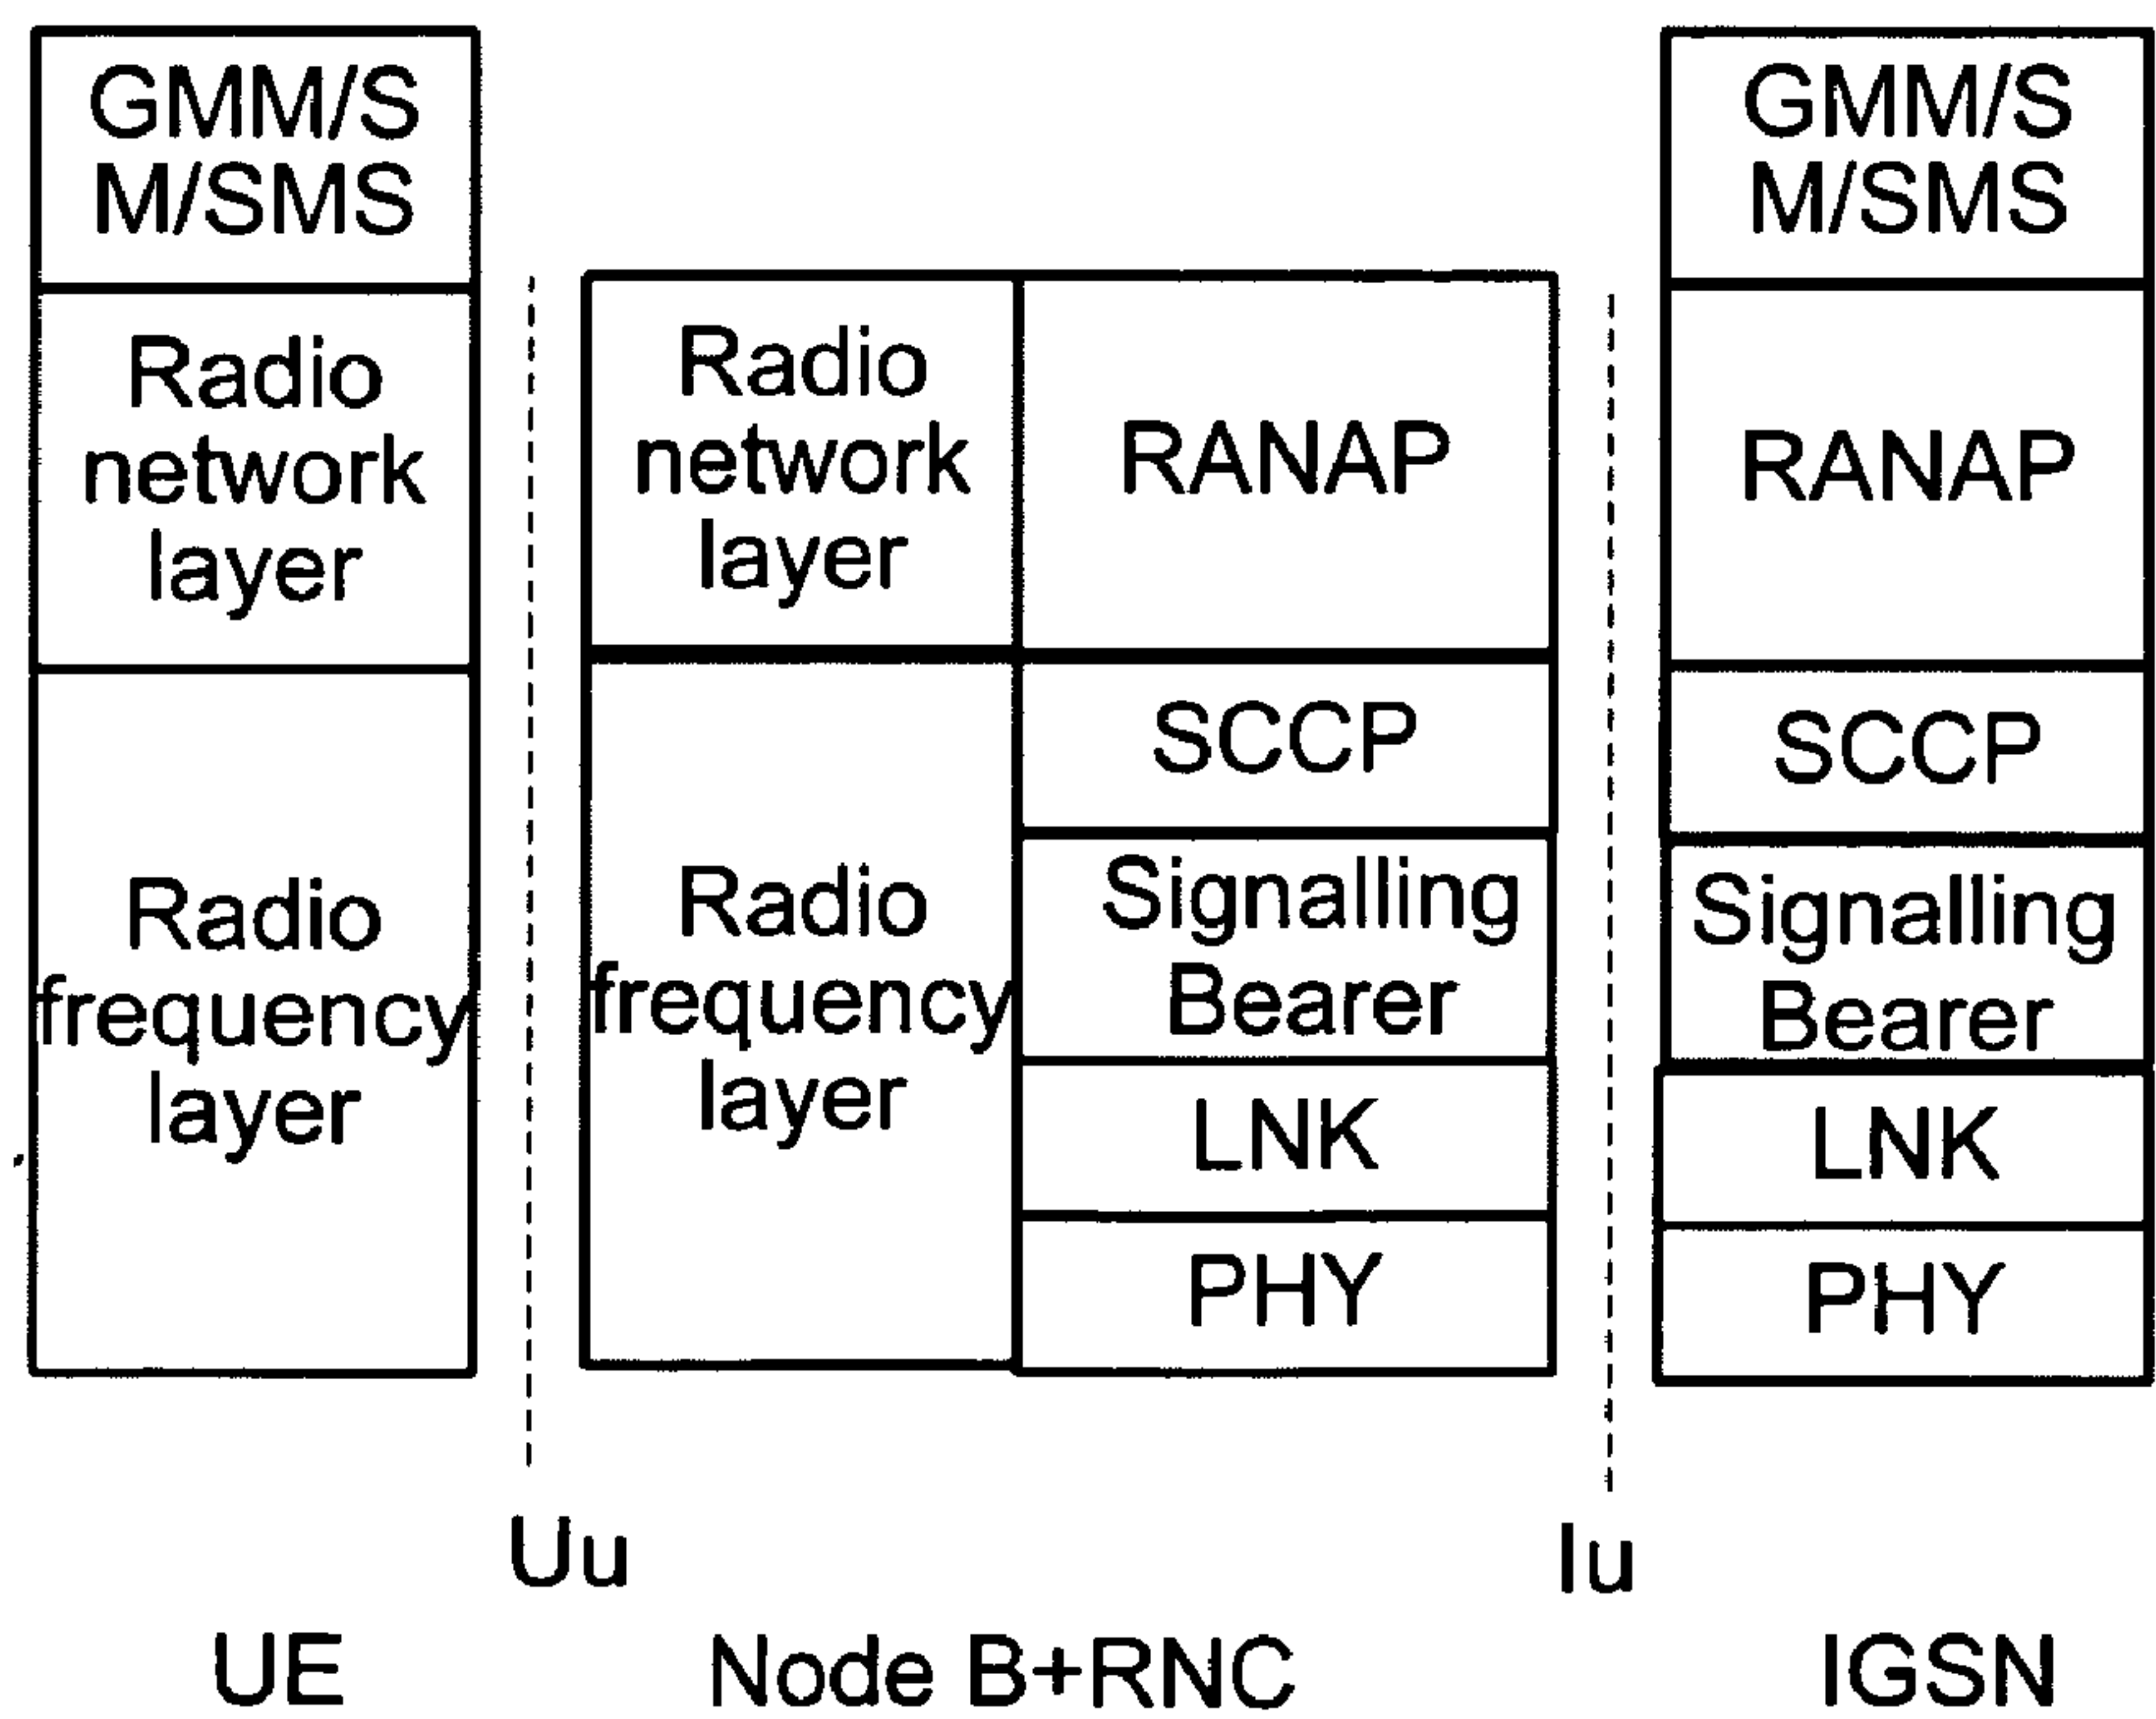 GMM/S
M/SMS
Radio
network
layer
Radio
frequency
layer
Radio
network
layer
RANAP
Radio
frequency
layer
SCCP
Signalling
Bearer
LNK
PHY
GMM/S
M/SMS
RANAP
SCCP
Signalling
Bearer
LNK
PHY
Uu
Iu
UE
Node B+RNC
IGSN